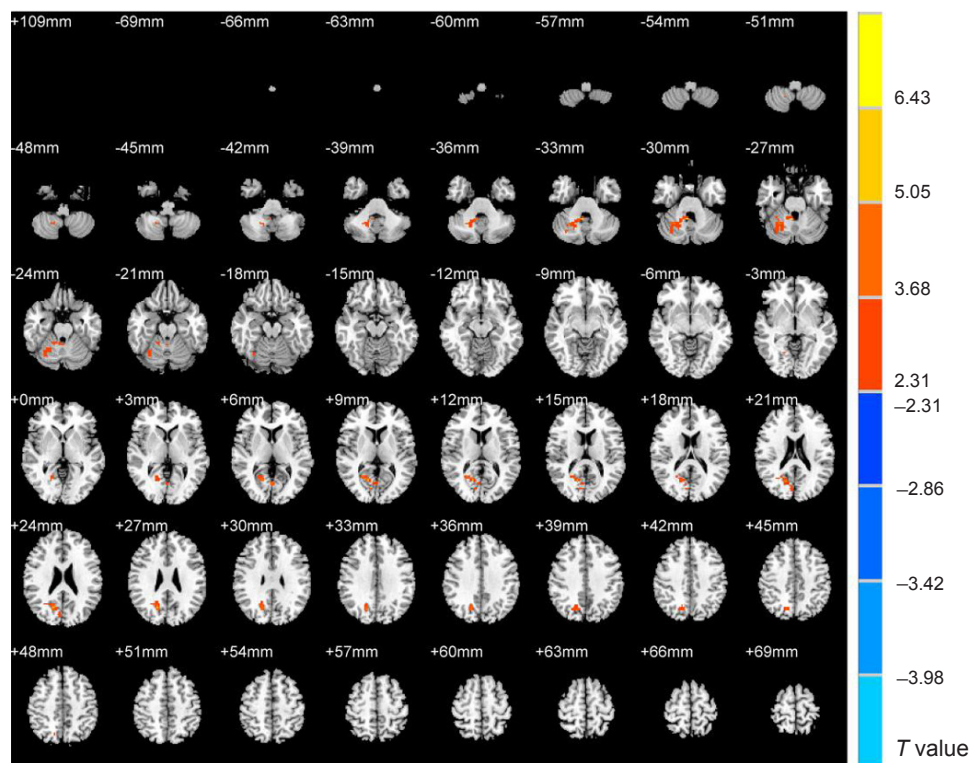 +109mm -69mm -66mm -63mm -60mm -57mm -54mm -51mm
-48mm -45mm -42mm -39mm -36mm -33mm -30mm -27mm
-24mm -21mm -18mm -15mm -12mm -9mm -6mm -3mm
+0mm +3mm +6mm +9mm +12mm +15mm +18mm +21mm
+24mm +27mm +30mm +33mm +36mm +39mm +42mm +45mm
+48mm +51mm +54mm +57mm +60mm +63mm +66mm +69mm
6.43
5.05
3.68
2.31
–2.31
–2.86
–3.42
–3.98
T value